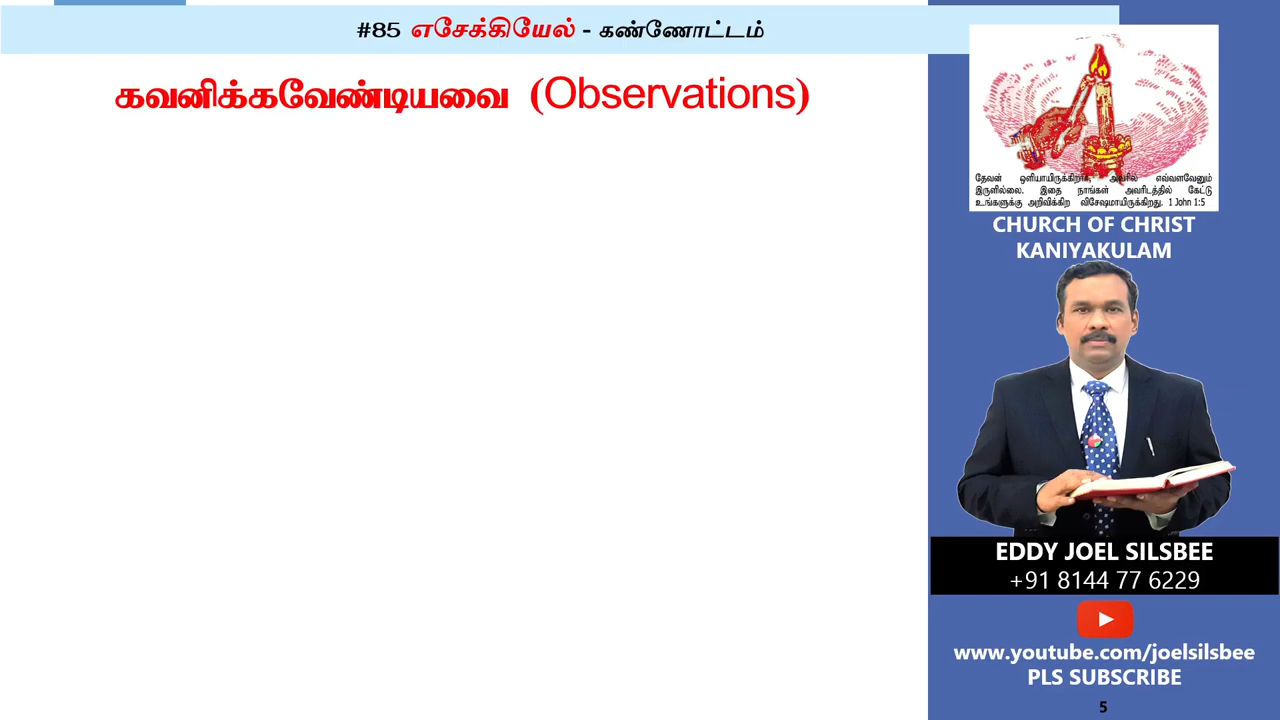 #85 எசேக்கியேல் - கண்ணோட்டம்
கவனிக்கவேண்டியவை (Observations)
தேவன் ஒளியாயிருக்கிறார், அவரில் எவ்வளவேனும்
இருளில்லை. இதை நாங்கள் அவரிடத்தில் கேட்டு
உங்களுக்கு அறிவிக்கிற விசேஷமாயிருக்கிறது. 1 John 1:5
CHURCH OF CHRIST
KANIYAKULAM
EDDY JOEL SILSBEE
+91 8144 77 6229
www.youtube.com/joelsilsbee
PLS SUBSCRIBE
5